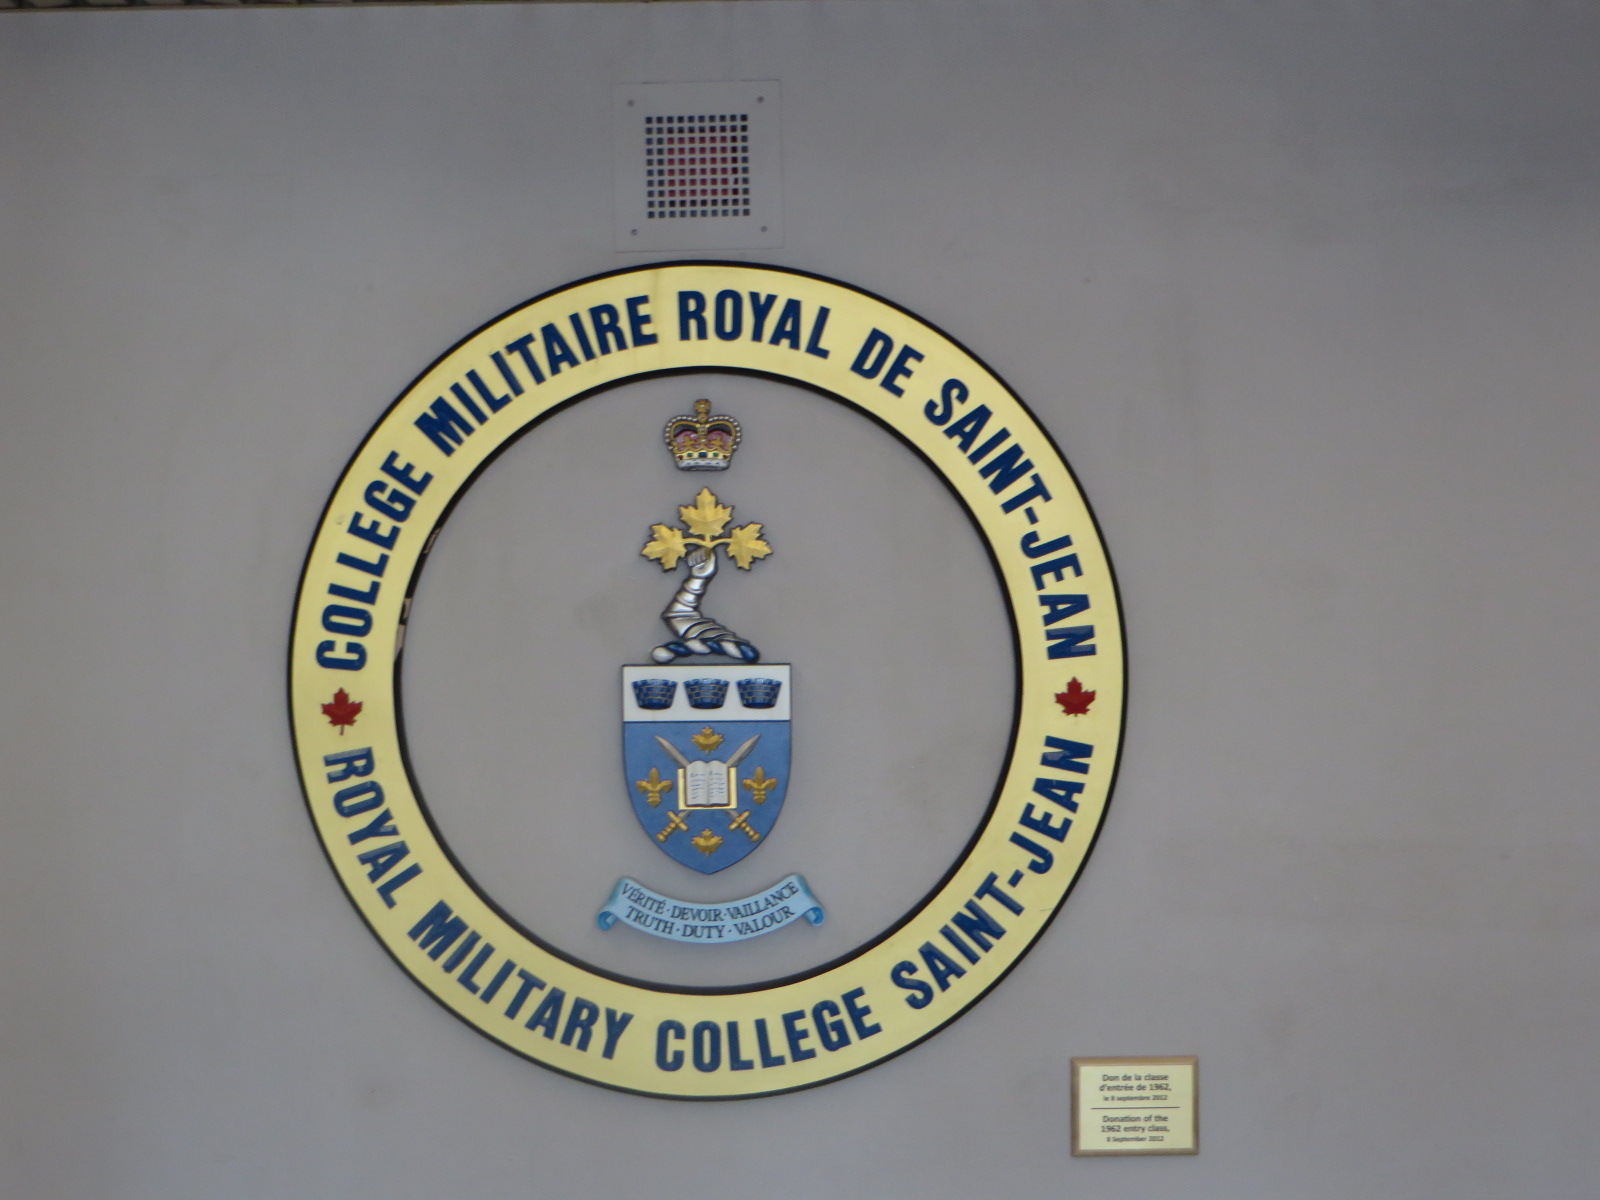 COLLEGE MILITAIRE ROYAL DE SAINT-JEAN
ROYAL MILITARY COLLEGE SAINT-JEAN
VÉRITÉ · DEVOIR · VAILLANCE
TRUTH · DUTY · VALOUR
Don de la classe
d'entrée de 1962,
le 8 septembre 2012
Donation of the
1962 entry class,
8 September 2012